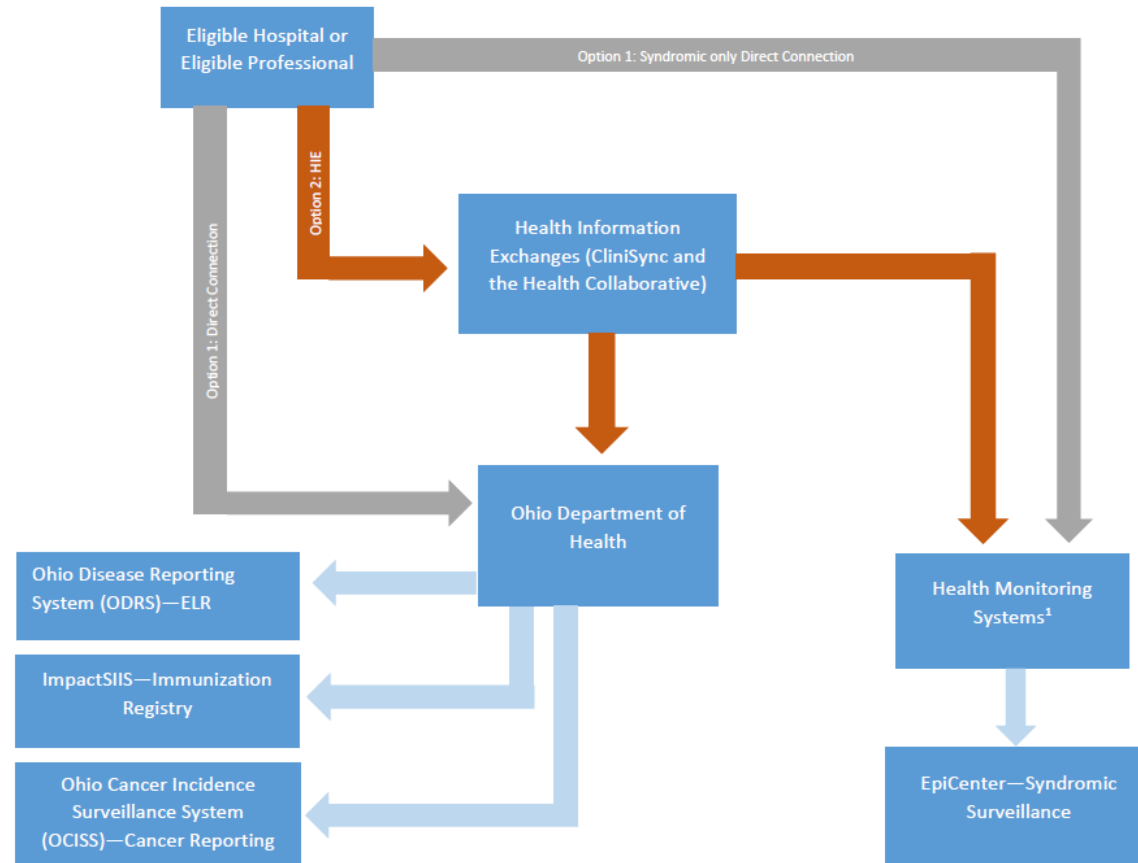 Eligible Hospital or
Eligible Professional
Option 1: Syndromic only Direct Connection
Option 2: HIE
Option 1: Direct Connection
Health Information
Exchanges (CliniSync and
the Health Collaborative)
Ohio Department of
Health
Ohio Disease Reporting
System (ODRS)—ELR
Health Monitoring
Systems¹
ImpactSIIS—Immunization
Registry
Ohio Cancer Incidence
Surveillance System
(OCISS)—Cancer Reporting
EpiCenter—Syndromic
Surveillance